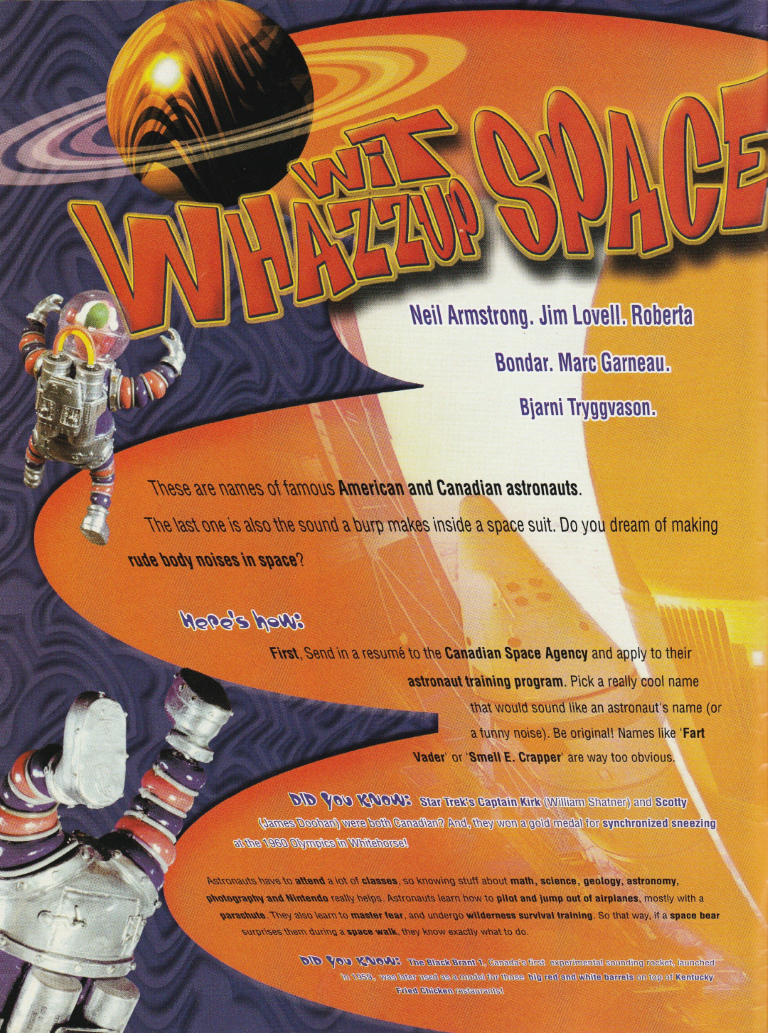 WHAZZUP WIT SPACE
Neil Armstrong. Jim Lovell. Roberta
Bondar. Marc Garneau.
Bjarni Tryggvason.
These are names of famous American and Canadian astronauts.
The last one is also the sound a burp makes inside a space suit. Do you dream of making
rude body noises in space?
Here's how:
First, Send in a resumé to the Canadian Space Agency and apply to their
astronaut training program. Pick a really cool name
that would sound like an astronaut's name (or
a funny noise). Be original! Names like 'Fart
Vader' or 'Smell E. Crapper' are way too obvious.
DID YOU KNOW: Star Trek's Captain Kirk (William Shatner) and Scotty
(James Doohan) were both Canadian? And, they won a gold medal for synchronized sneezing
at the 1960 Olympics in Whitehorse!
Astronauts have to attend a lot of classes, so knowing stuff about math, science, geology, astronomy,
photography and Nintendo really helps. Astronauts learn how to pilot and jump out of airplanes, mostly with a
parachute. They also learn to master fear, and undergo wilderness survival training. So that way, if a space bear
surprises them during a space walk, they know exactly what to do.
DID YOU KNOW: The Black Brant 1, Canada's first experimental sounding rocket, launched
in 1959, was later used as a model for those big red and white barrels on top of Kentucky
Fried Chicken restaurants!